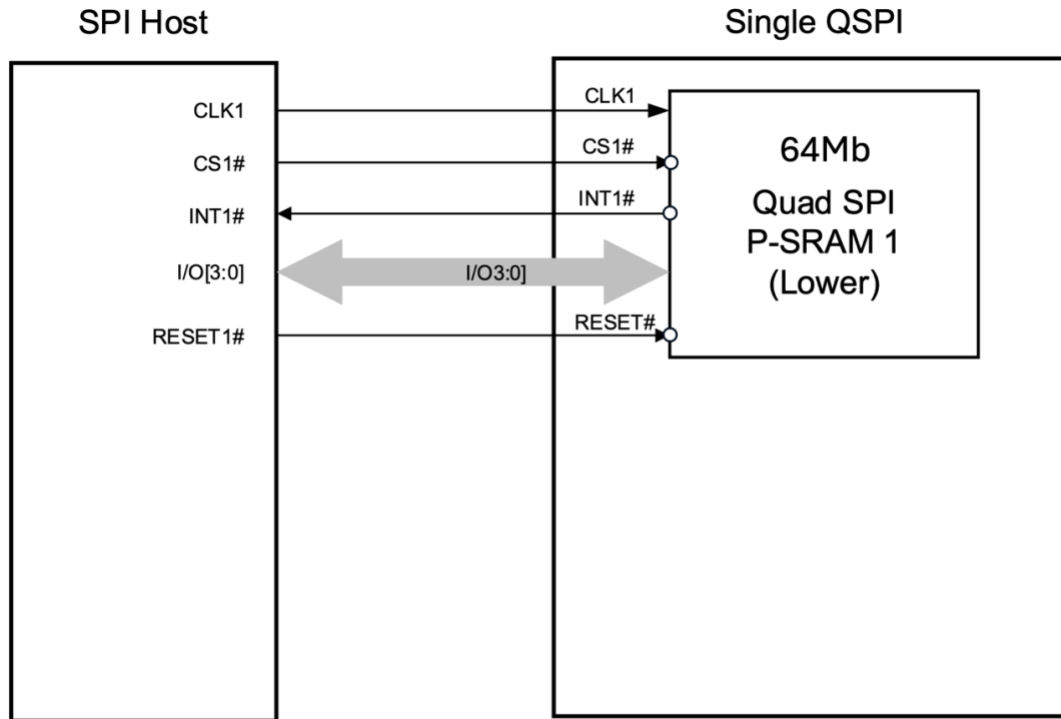 SPI Host
Single QSPI
CLK1
CLK1
CS1#
CS1#
INT1#
INT1#
I/O[3:0]
I/O3:0]
RESET1#
RESET#
64Mb
Quad SPI
P-SRAM 1
(Lower)